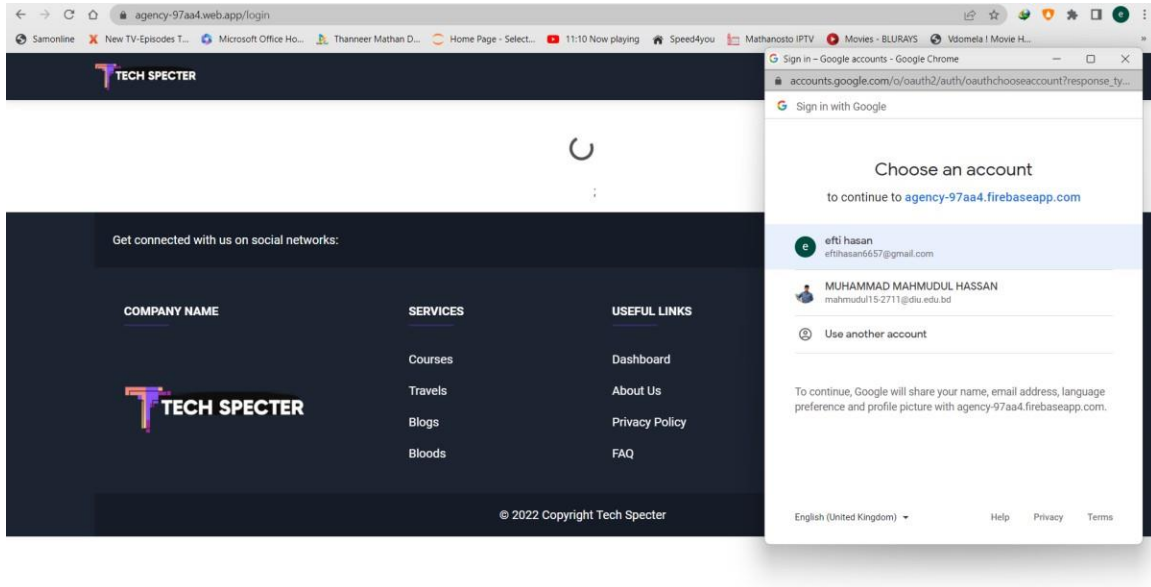 agency-97aa4.web.app/login
Samonline New TV-Episodes T... Microsoft Office Ho... Thanneer Mathan D... Home Page - Select... 11:10 Now playing Speed4you Mathanosto IPTV Movies - BLURAYS Vdomela ! Movie H... »
TECH SPECTER
;
Get connected with us on social networks:
COMPANY NAME
TECH SPECTER
SERVICES
Courses
Travels
Blogs
Bloods
USEFUL LINKS
Dashboard
About Us
Privacy Policy
FAQ
© 2022 Copyright Tech Specter
Sign in – Google accounts - Google Chrome
accounts.google.com/o/oauth2/auth/oauthchooseaccount?response_ty...
Sign in with Google
Choose an account
to continue to agency-97aa4.firebaseapp.com
e
efti hasan
eftihasan6657@gmail.com
MUHAMMAD MAHMUDUL HASSAN
mahmudul15-2711@diu.edu.bd
Use another account
To continue, Google will share your name, email address, language
preference and profile picture with agency-97aa4.firebaseapp.com.
English (United Kingdom) Help Privacy Terms